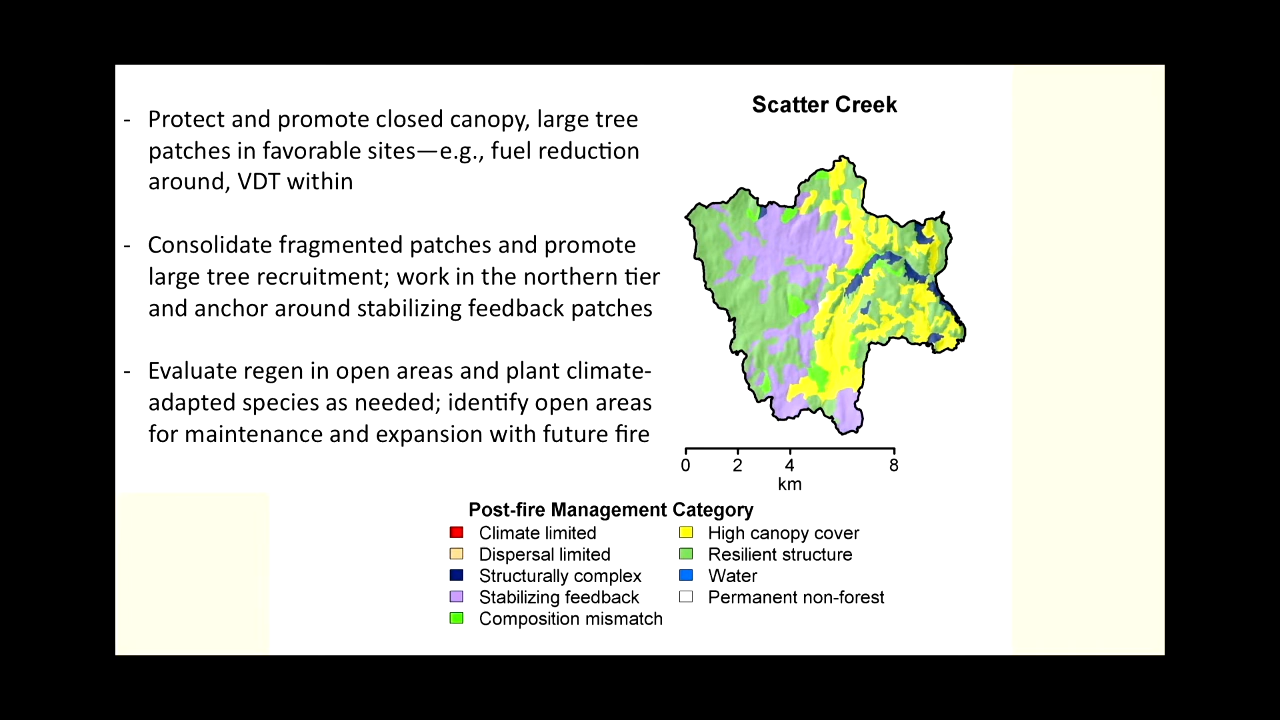 - Protect and promote closed canopy, large tree
patches in favorable sites—e.g., fuel reduction
around, VDT within
- Consolidate fragmented patches and promote
large tree recruitment; work in the northern tier
and anchor around stabilizing feedback patches
- Evaluate regen in open areas and plant climate-
adapted species as needed; identify open areas
for maintenance and expansion with future fire
Scatter Creek
0 2 4 8
km
Post-fire Management Category
Climate limited
Dispersal limited
Structurally complex
Stabilizing feedback
Composition mismatch
High canopy cover
Resilient structure
Water
Permanent non-forest